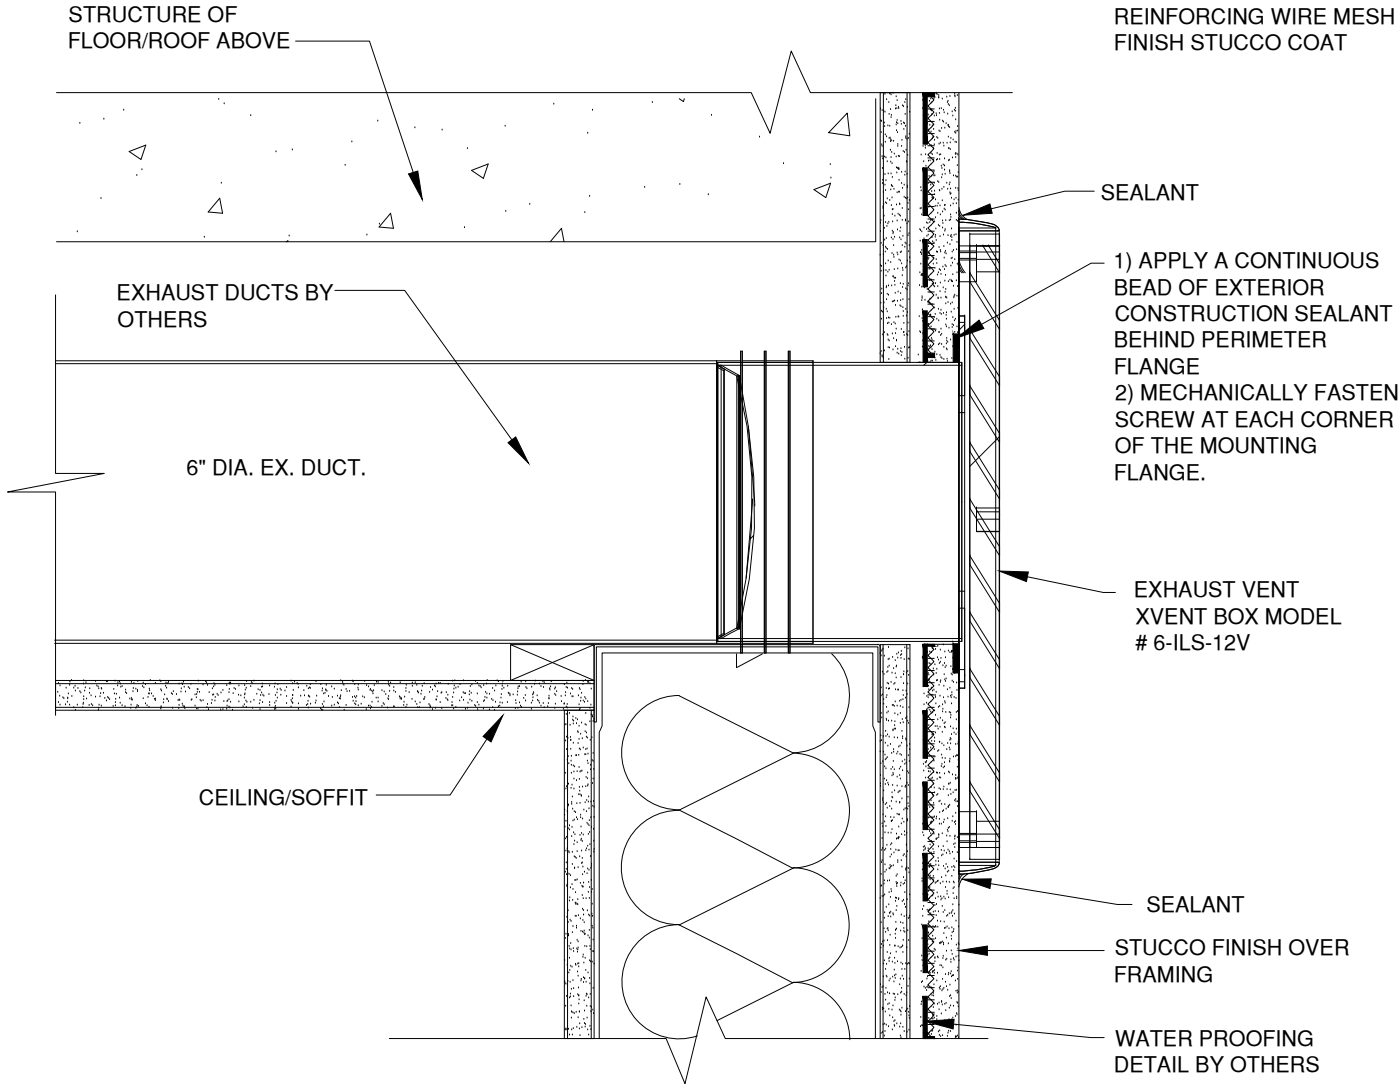 STRUCTURE OF
FLOOR/ROOF ABOVE
REINFORCING WIRE MESH
FINISH STUCCO COAT
SEALANT
1) APPLY A CONTINUOUS
BEAD OF EXTERIOR
CONSTRUCTION SEALANT
BEHIND PERIMETER
FLANGE
2) MECHANICALLY FASTEN
SCREW AT EACH CORNER
OF THE MOUNTING
FLANGE.
EXHAUST DUCTS BY
OTHERS
6" DIA. EX. DUCT.
EXHAUST VENT
XVENT BOX MODEL
# 6-ILS-12V
CEILING/SOFFIT
SEALANT
STUCCO FINISH OVER
FRAMING
WATER PROOFING
DETAIL BY OTHERS